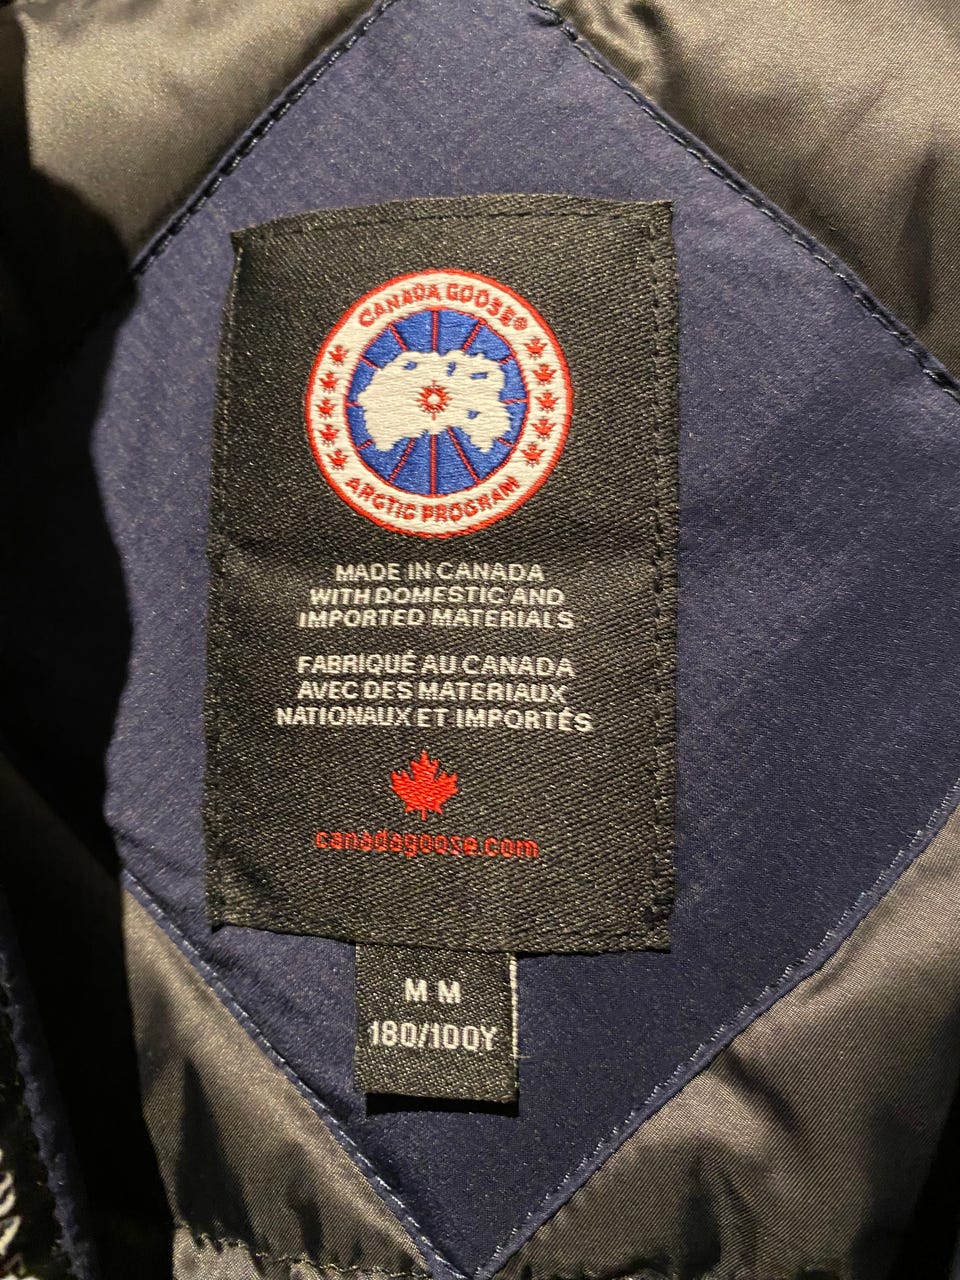 CANADA GOOSE®
ARCTIC PROGRAM
MADE IN CANADA
WITH DOMESTIC AND
IMPORTED MATERIALS
FABRIQUÉ AU CANADA
AVEC DES MATERIAUX
NATIONAUX ET IMPORTÉS
canadagoose.com
M M
180/100Y